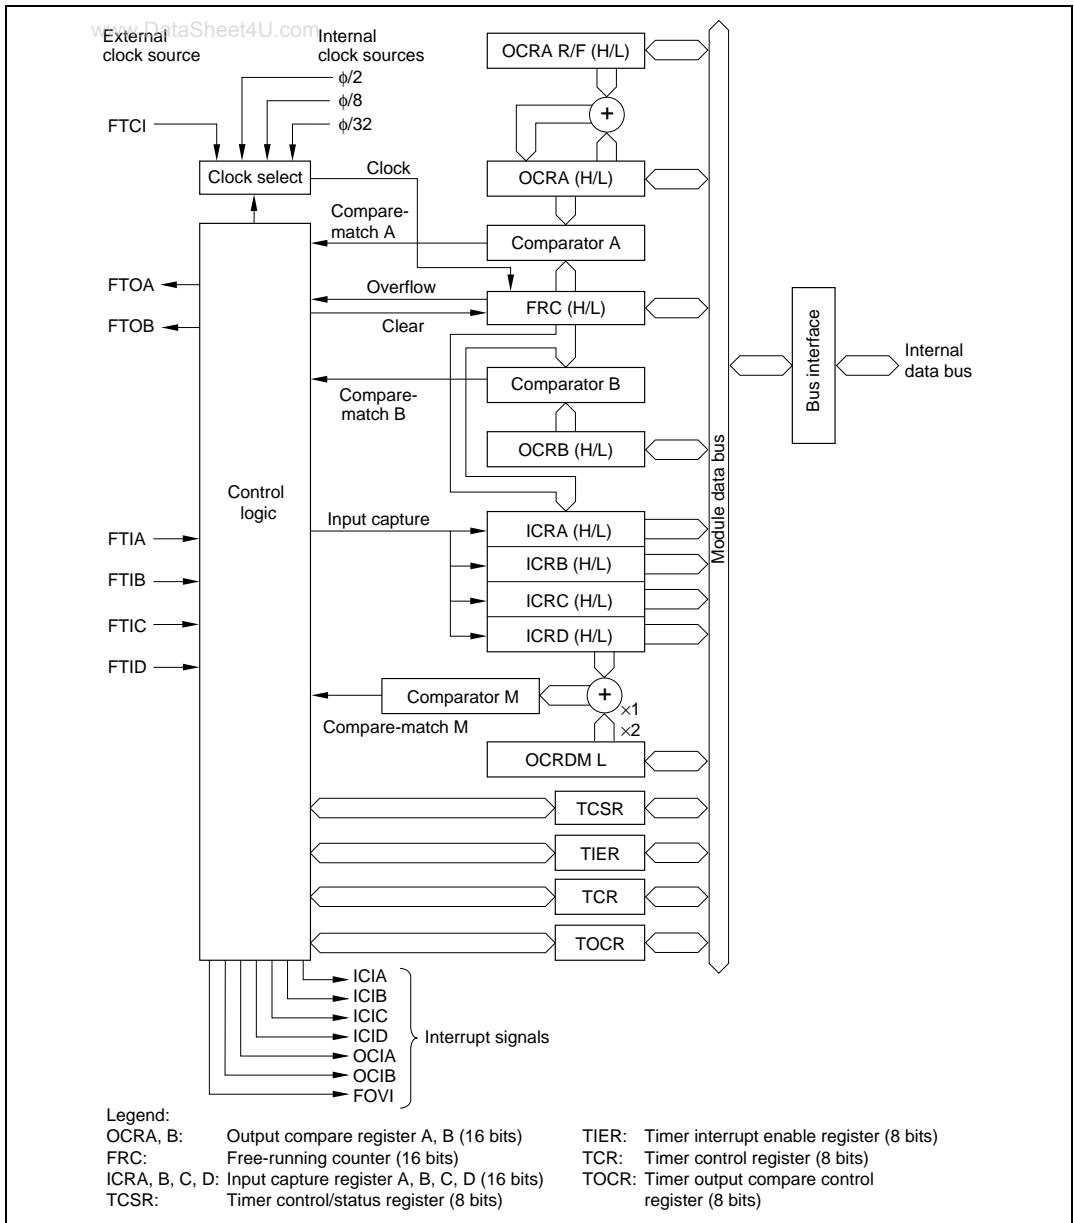 www.DataSheet4U.com
External
clock source
Internal
clock sources
ϕ/2
ϕ/8
ϕ/32
FTCI
Clock select
Clock
OCRA R/F (H/L)
+
OCRA (H/L)
Compare-
match A
Comparator A
FTOA
Overflow
FRC (H/L)
FTOB
Clear
Comparator B
Compare-
match B
OCRB (H/L)
Module data bus
Bus interface
Internal
data bus
Control
logic
Input capture
FTIA
FTIB
FTIC
FTID
ICRA (H/L)
ICRB (H/L)
ICRC (H/L)
ICRD (H/L)
Comparator M
+
×1
×2
Compare-match M
OCRDM L
TCSR
TIER
TCR
TOCR
ICIA
ICIB
ICIC
ICID
OCIA
OCIB
FOVI
Interrupt signals
Legend:
OCRA, B: Output compare register A, B (16 bits)
FRC: Free-running counter (16 bits)
ICRA, B, C, D: Input capture register A, B, C, D (16 bits)
TCSR: Timer control/status register (8 bits)
TIER: Timer interrupt enable register (8 bits)
TCR: Timer control register (8 bits)
TOCR: Timer output compare control
register (8 bits)